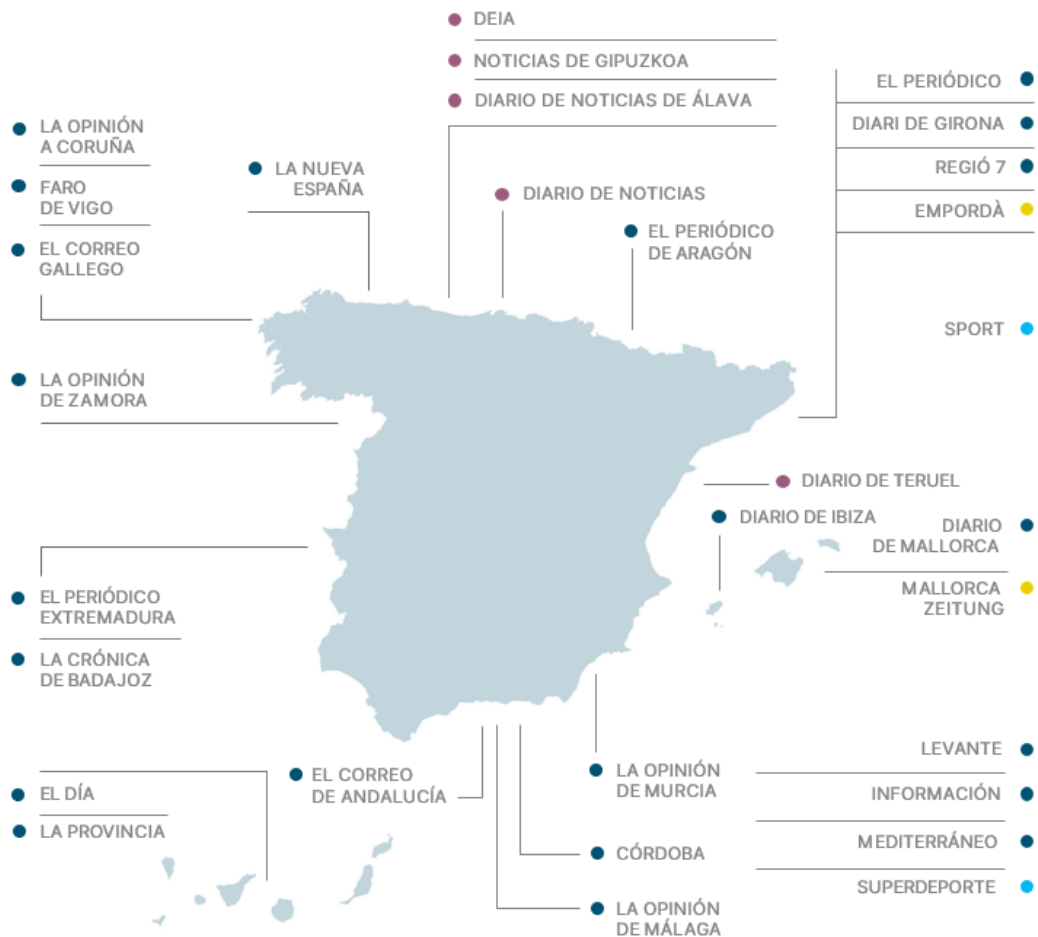 DEIA
NOTICIAS DE GIPUZKOA
DIARIO DE NOTICIAS DE ÁLAVA
LA OPINIÓN
A CORUÑA
FARO
DE VIGO
EL CORREO
GALLEGO
LA NUEVA
ESPAÑA
DIARIO DE NOTICIAS
EL PERIÓDICO
DE ARAGÓN
EL PERIÓDICO
DIARI DE GIRONA
REGIÓ 7
EMPORDÀ
SPORT
LA OPINIÓN
DE ZAMORA
DIARIO DE TERUEL
DIARIO DE IBIZA
DIARIO
DE MALLORCA
MALLORCA
ZEITUNG
EL PERIÓDICO
EXTREMADURA
LA CRÓNICA
DE BADAJOZ
EL DÍA
LA PROVINCIA
EL CORREO
DE ANDALUCÍA
LA OPINIÓN
DE MURCIA
CÓRDOBA
LA OPINIÓN
DE MÁLAGA
LEVANTE
INFORMACIÓN
MEDITERRÁNEO
SUPERDEPORTE